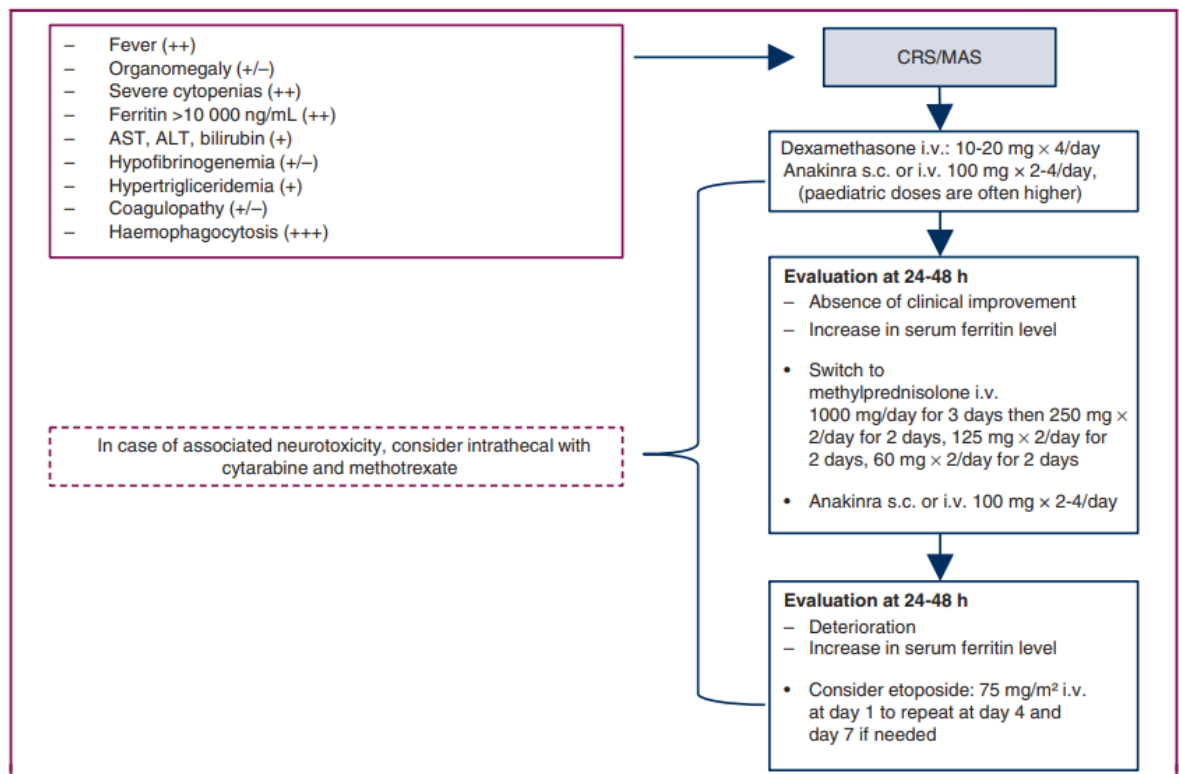 – Fever (++)
– Organomegaly (+/–)
– Severe cytopenias (++)
– Ferritin >10 000 ng/mL (++)
– AST, ALT, bilirubin (+)
– Hypofibrinogenemia (+/–)
– Hypertrigliceridemia (+)
– Coagulopathy (+/–)
– Haemophagocytosis (+++)
CRS/MAS
Dexamethasone i.v.: 10-20 mg × 4/day
Anakinra s.c. or i.v. 100 mg × 2-4/day,
(paediatric doses are often higher)
Evaluation at 24-48 h
– Absence of clinical improvement
– Increase in serum ferritin level
• Switch to
methylprednisolone i.v.
1000 mg/day for 3 days then 250 mg ×
2/day for 2 days, 125 mg × 2/day for
2 days, 60 mg × 2/day for 2 days
• Anakinra s.c. or i.v. 100 mg × 2-4/day
In case of associated neurotoxicity, consider intrathecal with
cytarabine and methotrexate
Evaluation at 24-48 h
– Deterioration
– Increase in serum ferritin level
• Consider etoposide: 75 mg/m² i.v.
at day 1 to repeat at day 4 and
day 7 if needed